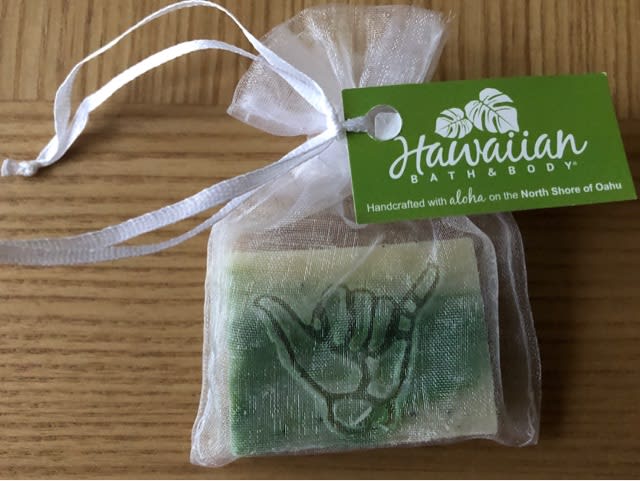 Hawaiian
BATH & BODY®
Handcrafted with aloha on the North Shore of Oahu